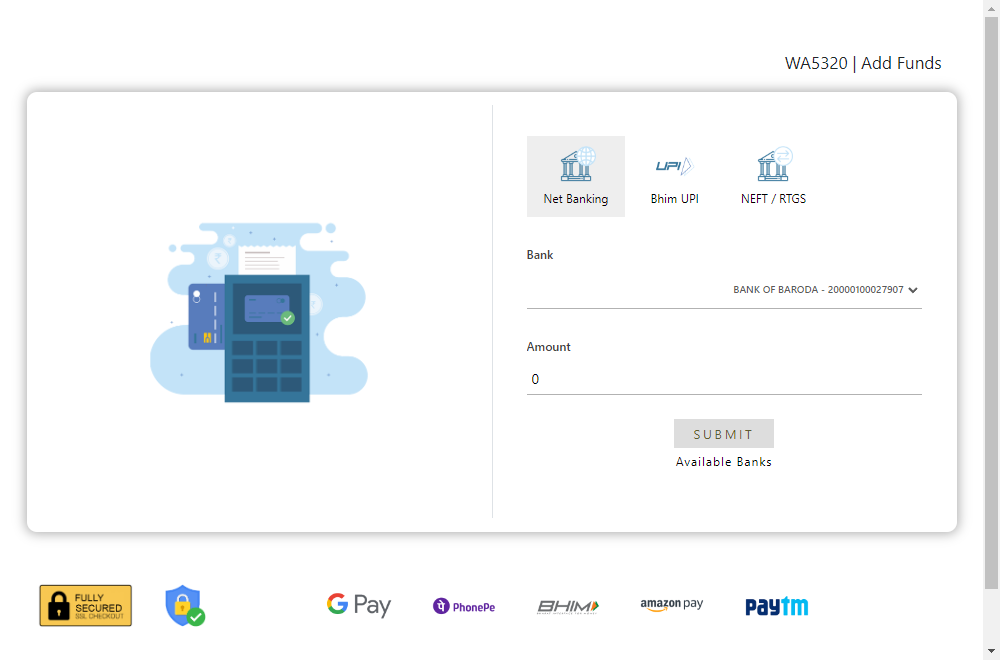 WA5320 | Add Funds
Net Banking
UPI
Bhim UPI
NEFT / RTGS
Bank
BANK OF BARODA - 20000100027907
Amount
0
SUBMIT
Available Banks
FULLY
SECURED
SSL CHECKOUT
G Pay
PhonePe
BHIM
amazon pay
paytm